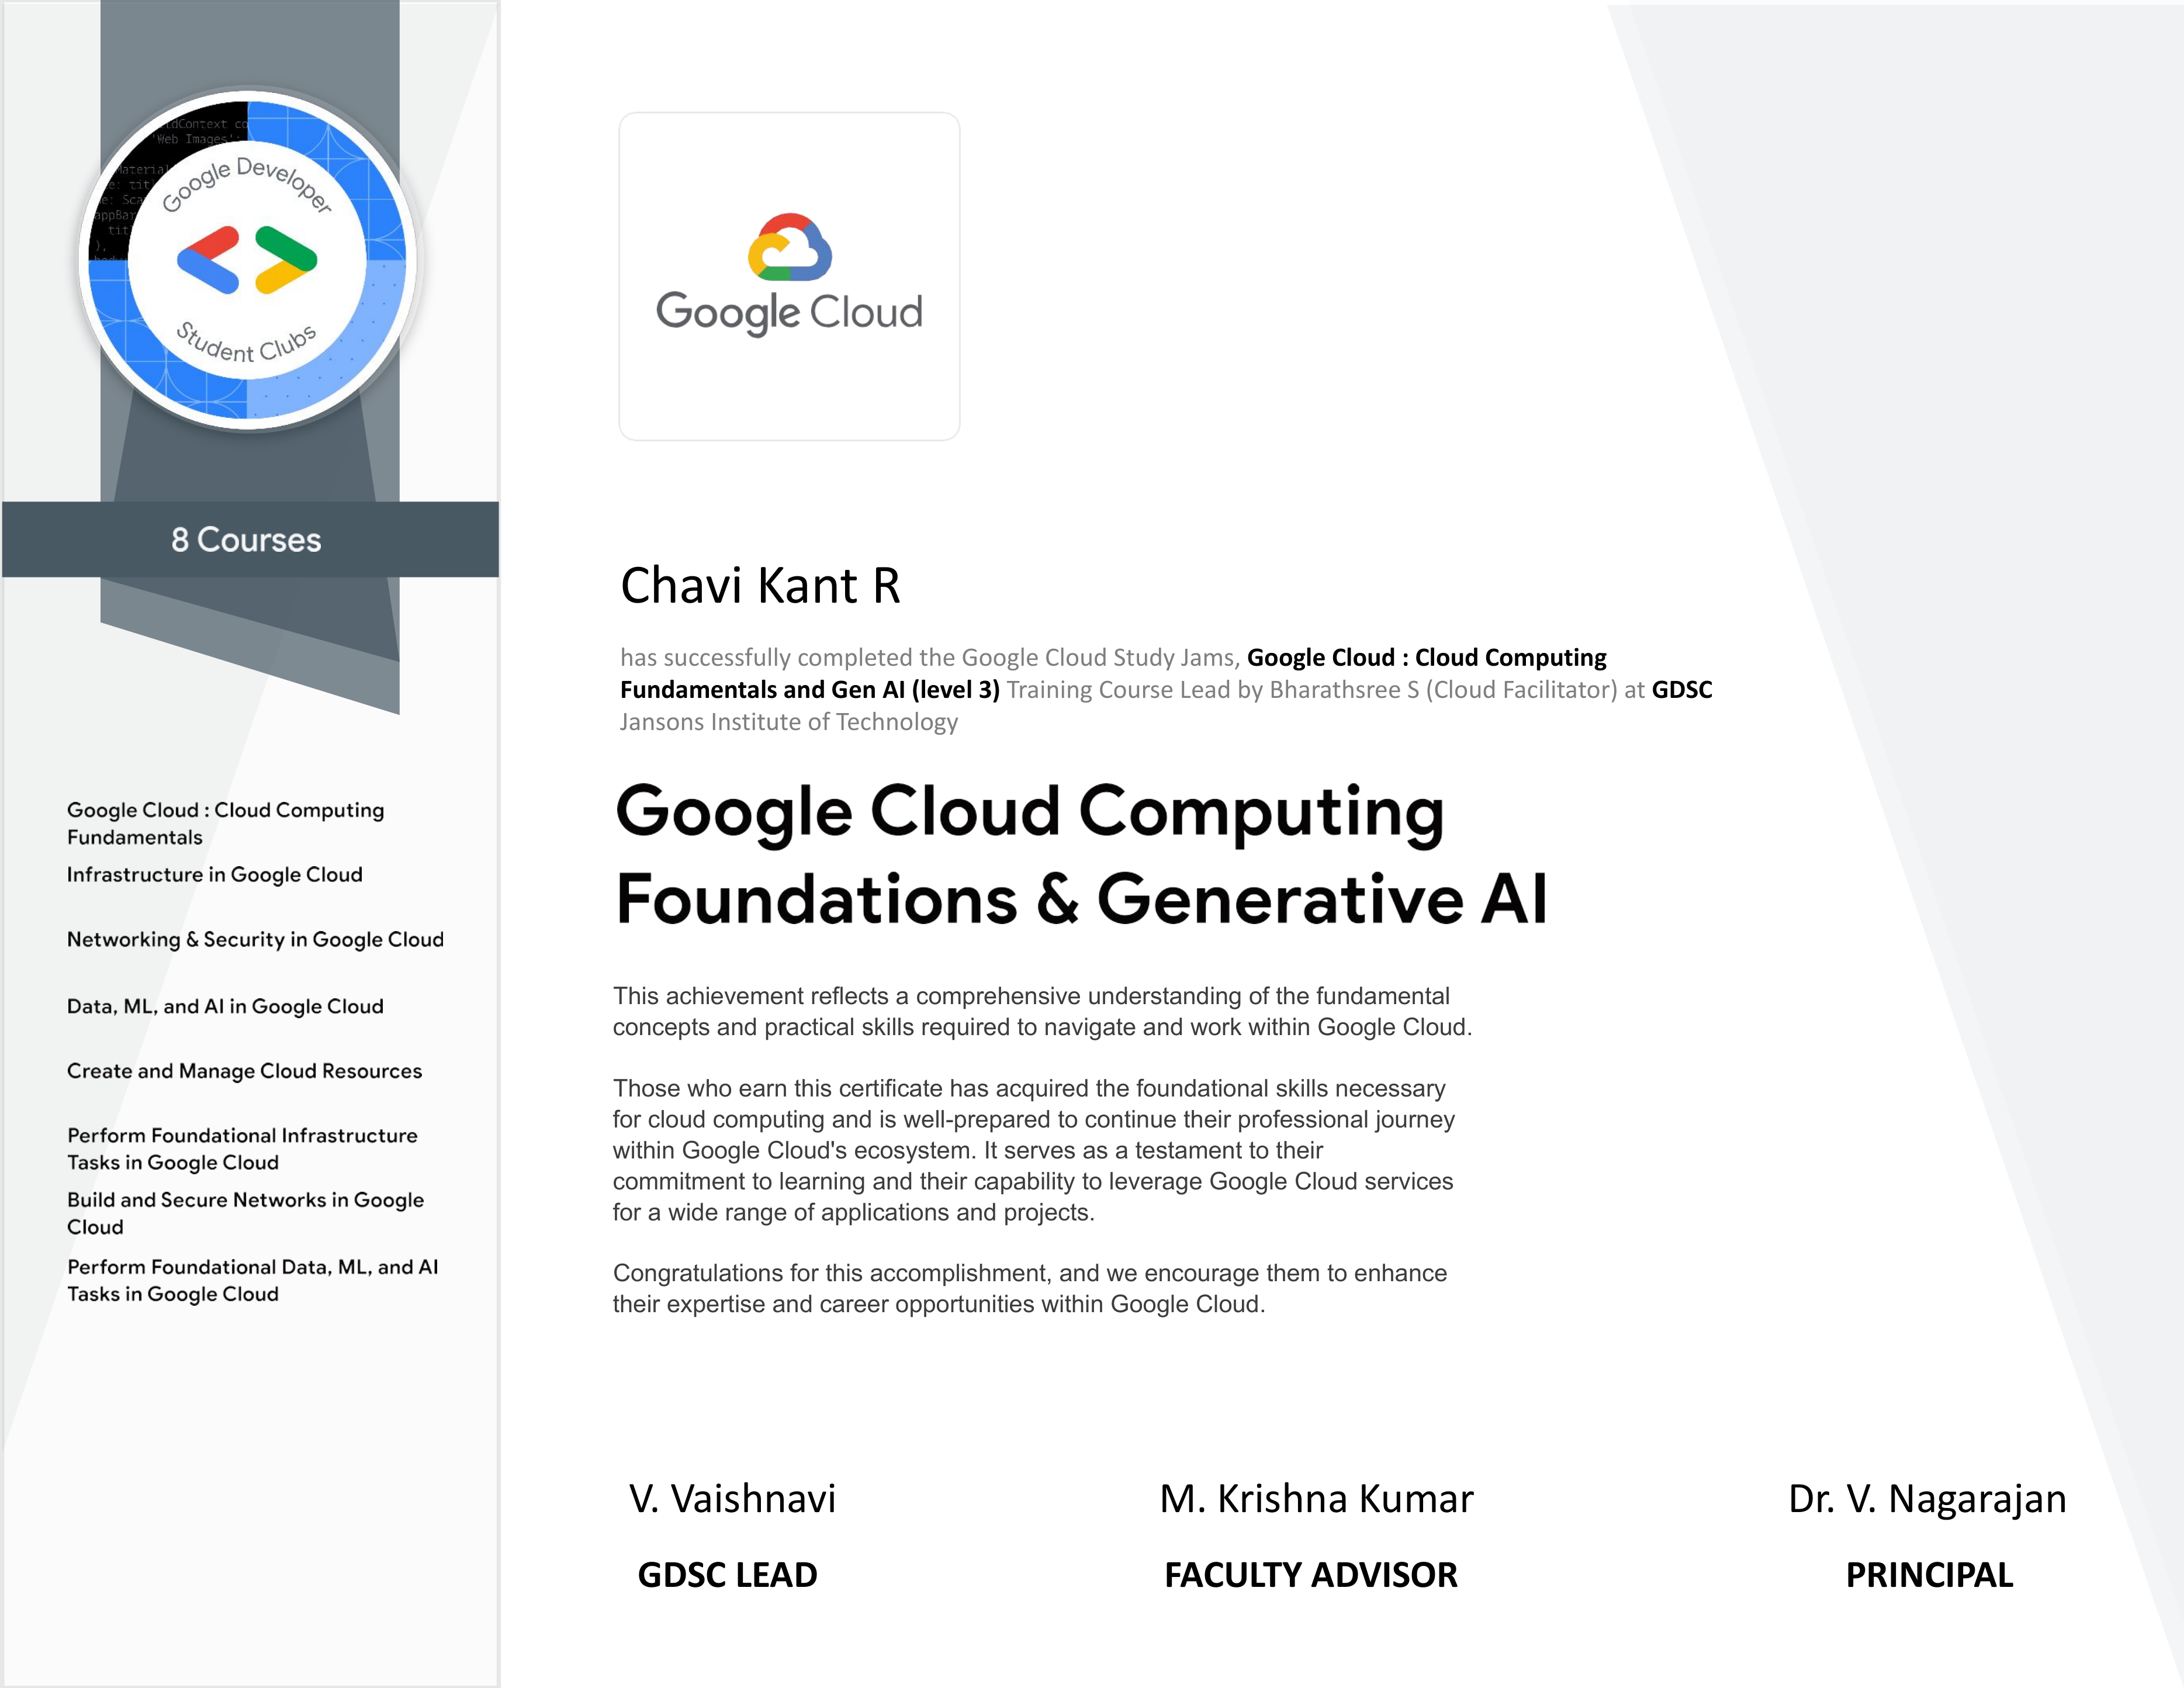 ldContext co
'Web Images':
Google Developer
Student Clubs
8 Courses
Google Cloud : Cloud Computing
Fundamentals
Infrastructure in Google Cloud
Networking & Security in Google Cloud
Data, ML, and AI in Google Cloud
Create and Manage Cloud Resources
Perform Foundational Infrastructure
Tasks in Google Cloud
Build and Secure Networks in Google
Cloud
Perform Foundational Data, ML, and AI
Tasks in Google Cloud
Google Cloud
Chavi Kant R
has successfully completed the Google Cloud Study Jams, Google Cloud : Cloud Computing
Fundamentals and Gen AI (level 3) Training Course Lead by Bharathsree S (Cloud Facilitator) at GDSC
Jansons Institute of Technology
Google Cloud Computing
Foundations & Generative AI
This achievement reflects a comprehensive understanding of the fundamental
concepts and practical skills required to navigate and work within Google Cloud.
Those who earn this certificate has acquired the foundational skills necessary
for cloud computing and is well-prepared to continue their professional journey
within Google Cloud's ecosystem. It serves as a testament to their
commitment to learning and their capability to leverage Google Cloud services
for a wide range of applications and projects.
Congratulations for this accomplishment, and we encourage them to enhance
their expertise and career opportunities within Google Cloud.
V. Vaishnavi
M. Krishna Kumar
Dr. V. Nagarajan
GDSC LEAD
FACULTY ADVISOR
PRINCIPAL